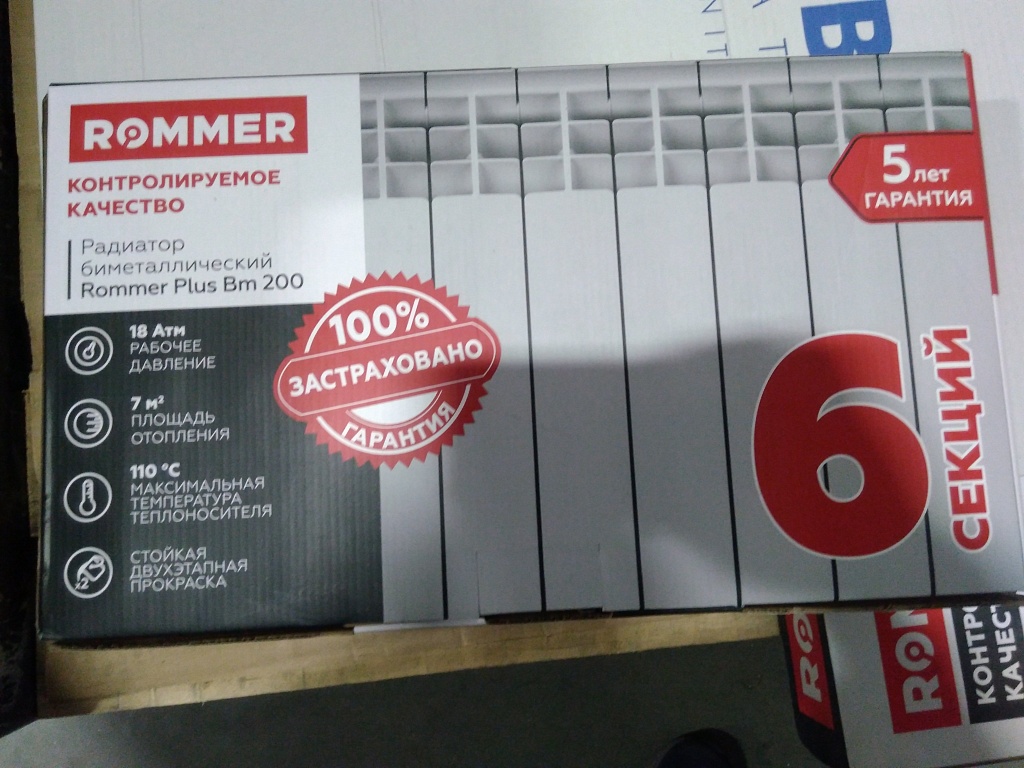 ROMMER
КОНТРОЛИРУЕМОЕ
КАЧЕСТВО
Радиатор
биметаллический
Rommer Plus Bm 200
18 Атм
РАБОЧЕЕ
ДАВЛЕНИЕ
7 м²
ПЛОЩАДЬ
ОТОПЛЕНИЯ
110 °C
МАКСИМАЛЬНАЯ
ТЕМПЕРАТУРА
ТЕПЛОНОСИТЕЛЯ
x2
СТОЙКАЯ
ДВУХЭТАПНАЯ
ПРОКРАСКА
100%
ЗАСТРАХОВАНО
ГАРАНТИЯ
5 лет
ГАРАНТИЯ
6
СЕКЦИЙ